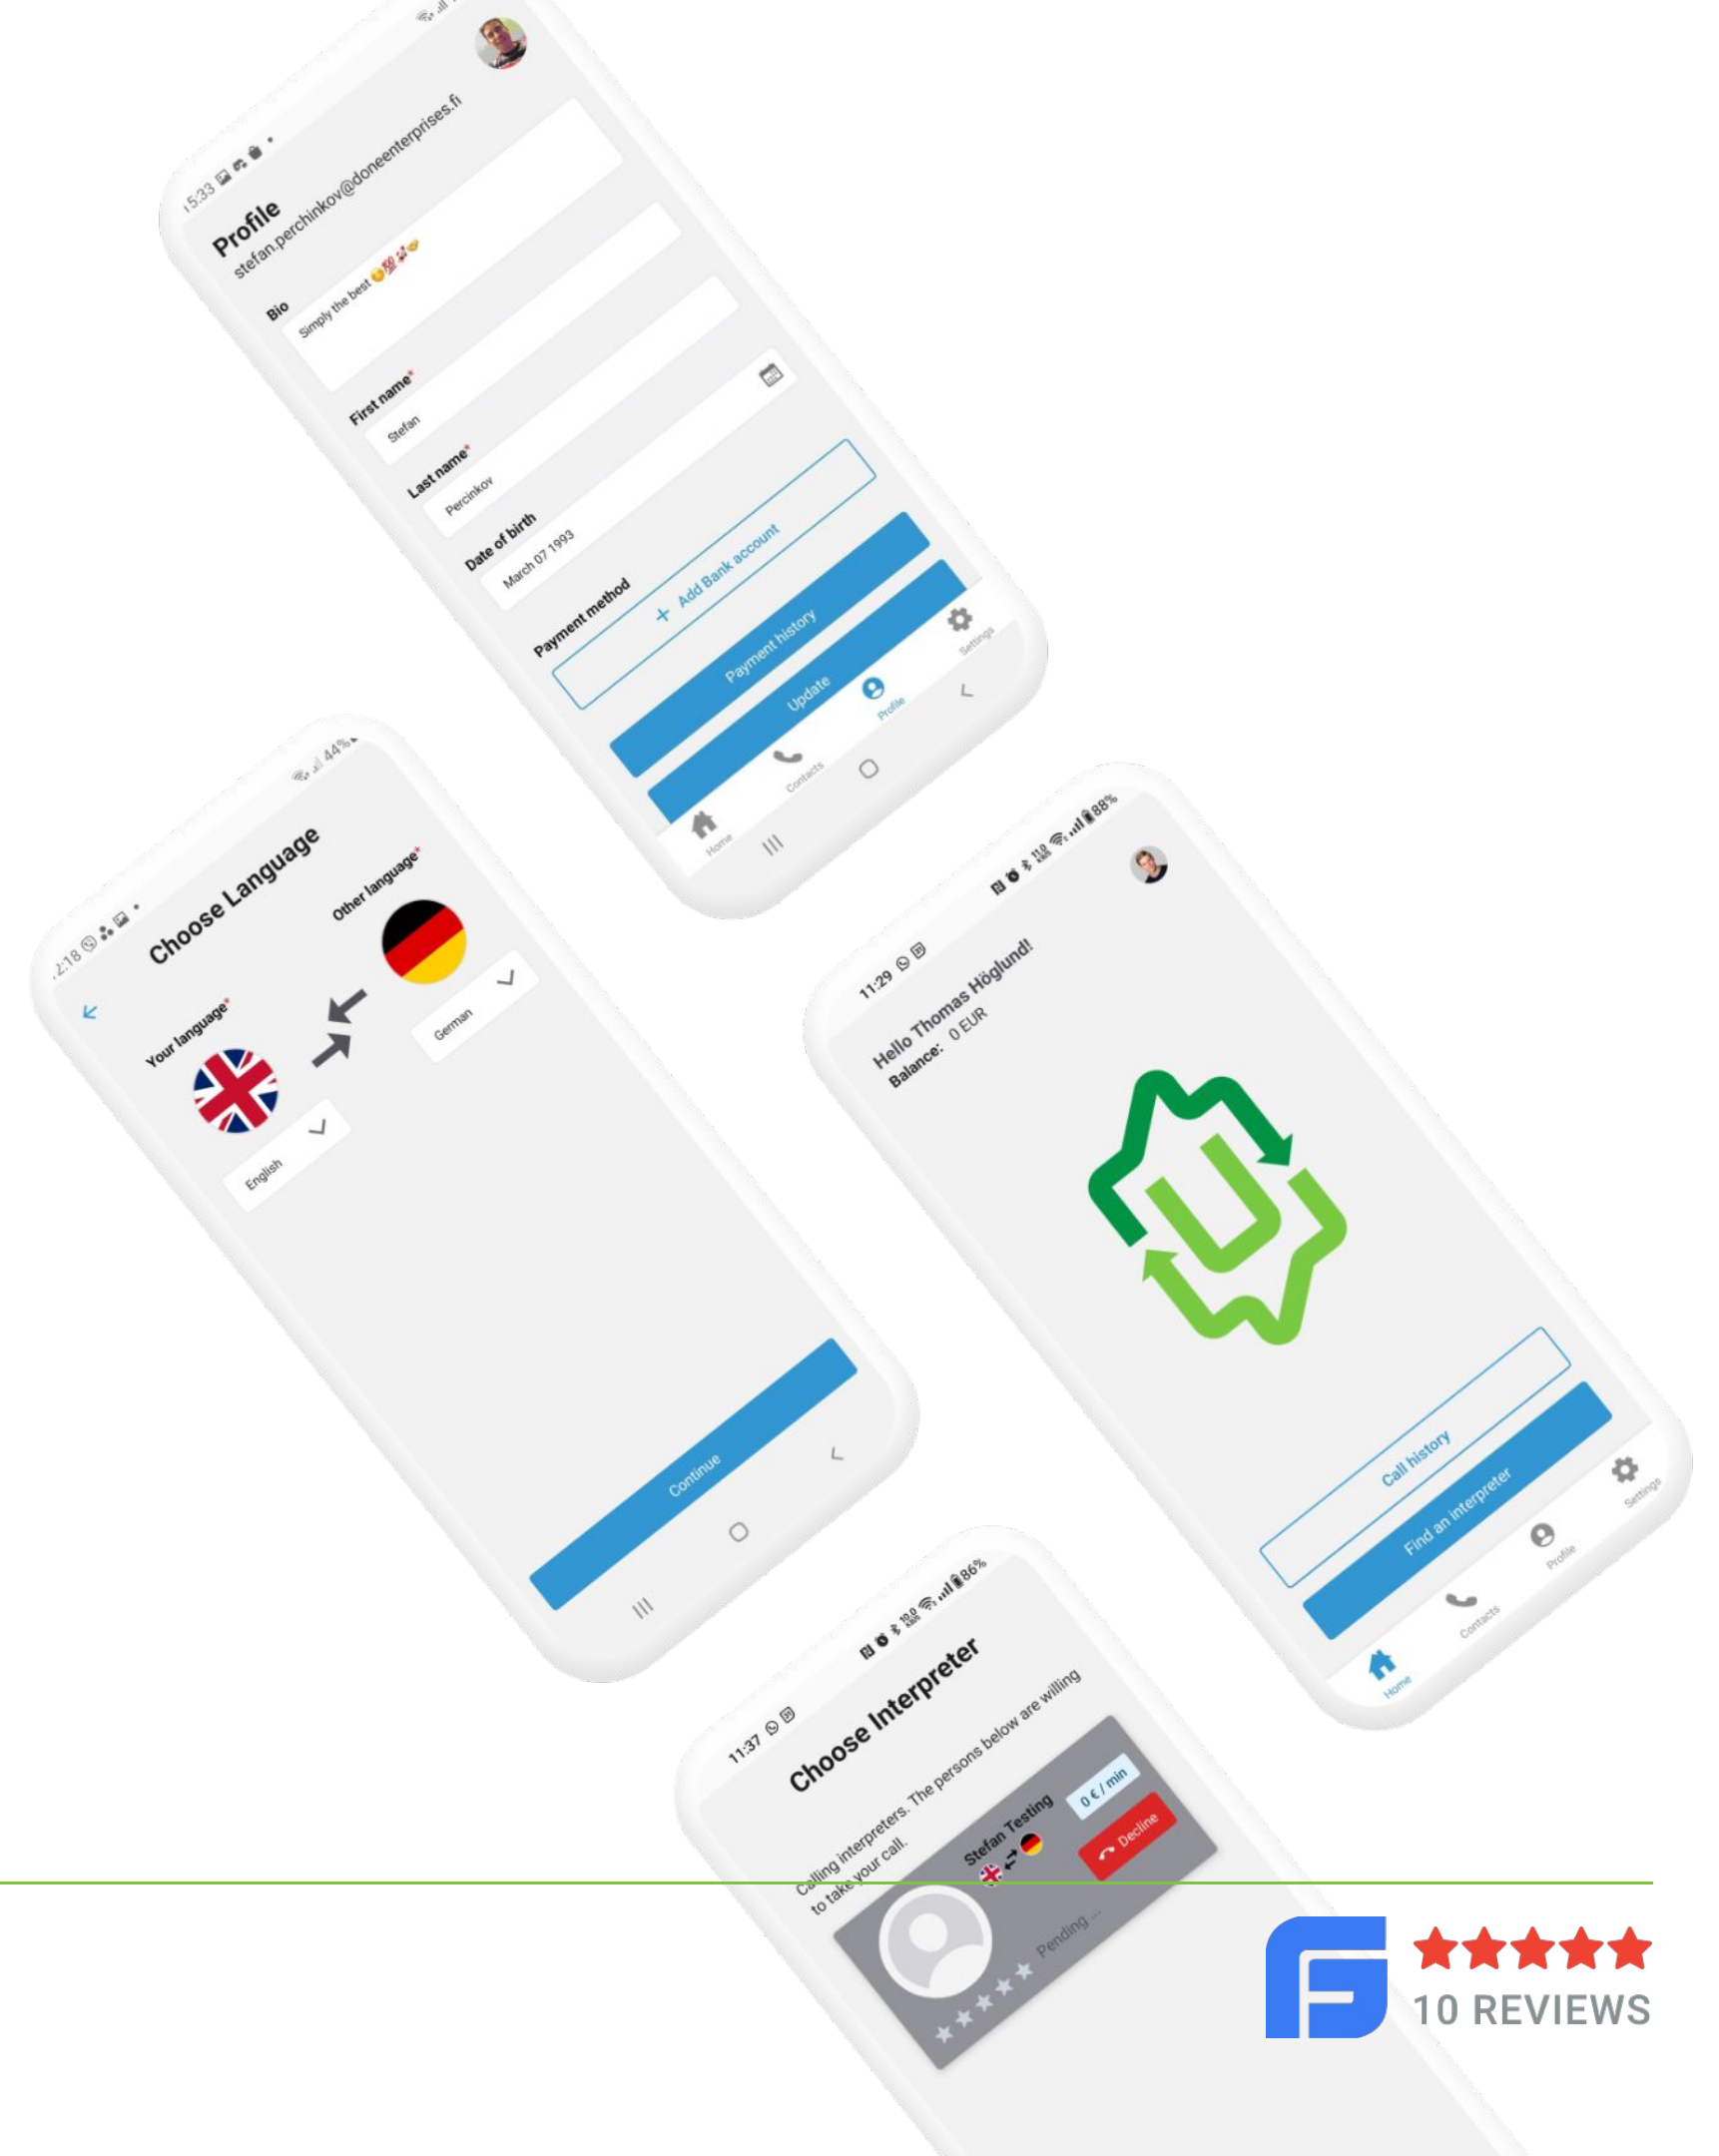 15:33
Profile
stefan.perchinkov@doneenterprises.fi
Bio
Simply the best 😊💯💃🤝
First name*
Stefan
Last name*
Percinkov
Date of birth
March 07 1993
Payment method
+ Add Bank account
Payment history
Update
Home
Contacts
Profile
Settings
2:18
44%
Choose Language
Your language*
Other language*
English
German
Continue
11:29
88%
Hello Thomas Höglund!
Balance: 0 EUR
U
Call history
Find an interpreter
Home
Contacts
Profile
Settings
11:37
10.0
86%
Choose Interpreter
Calling interpreters. The persons below are willing
to take your call.
Stefan Testing
0 € / min
Decline
Pending ...
10 REVIEWS